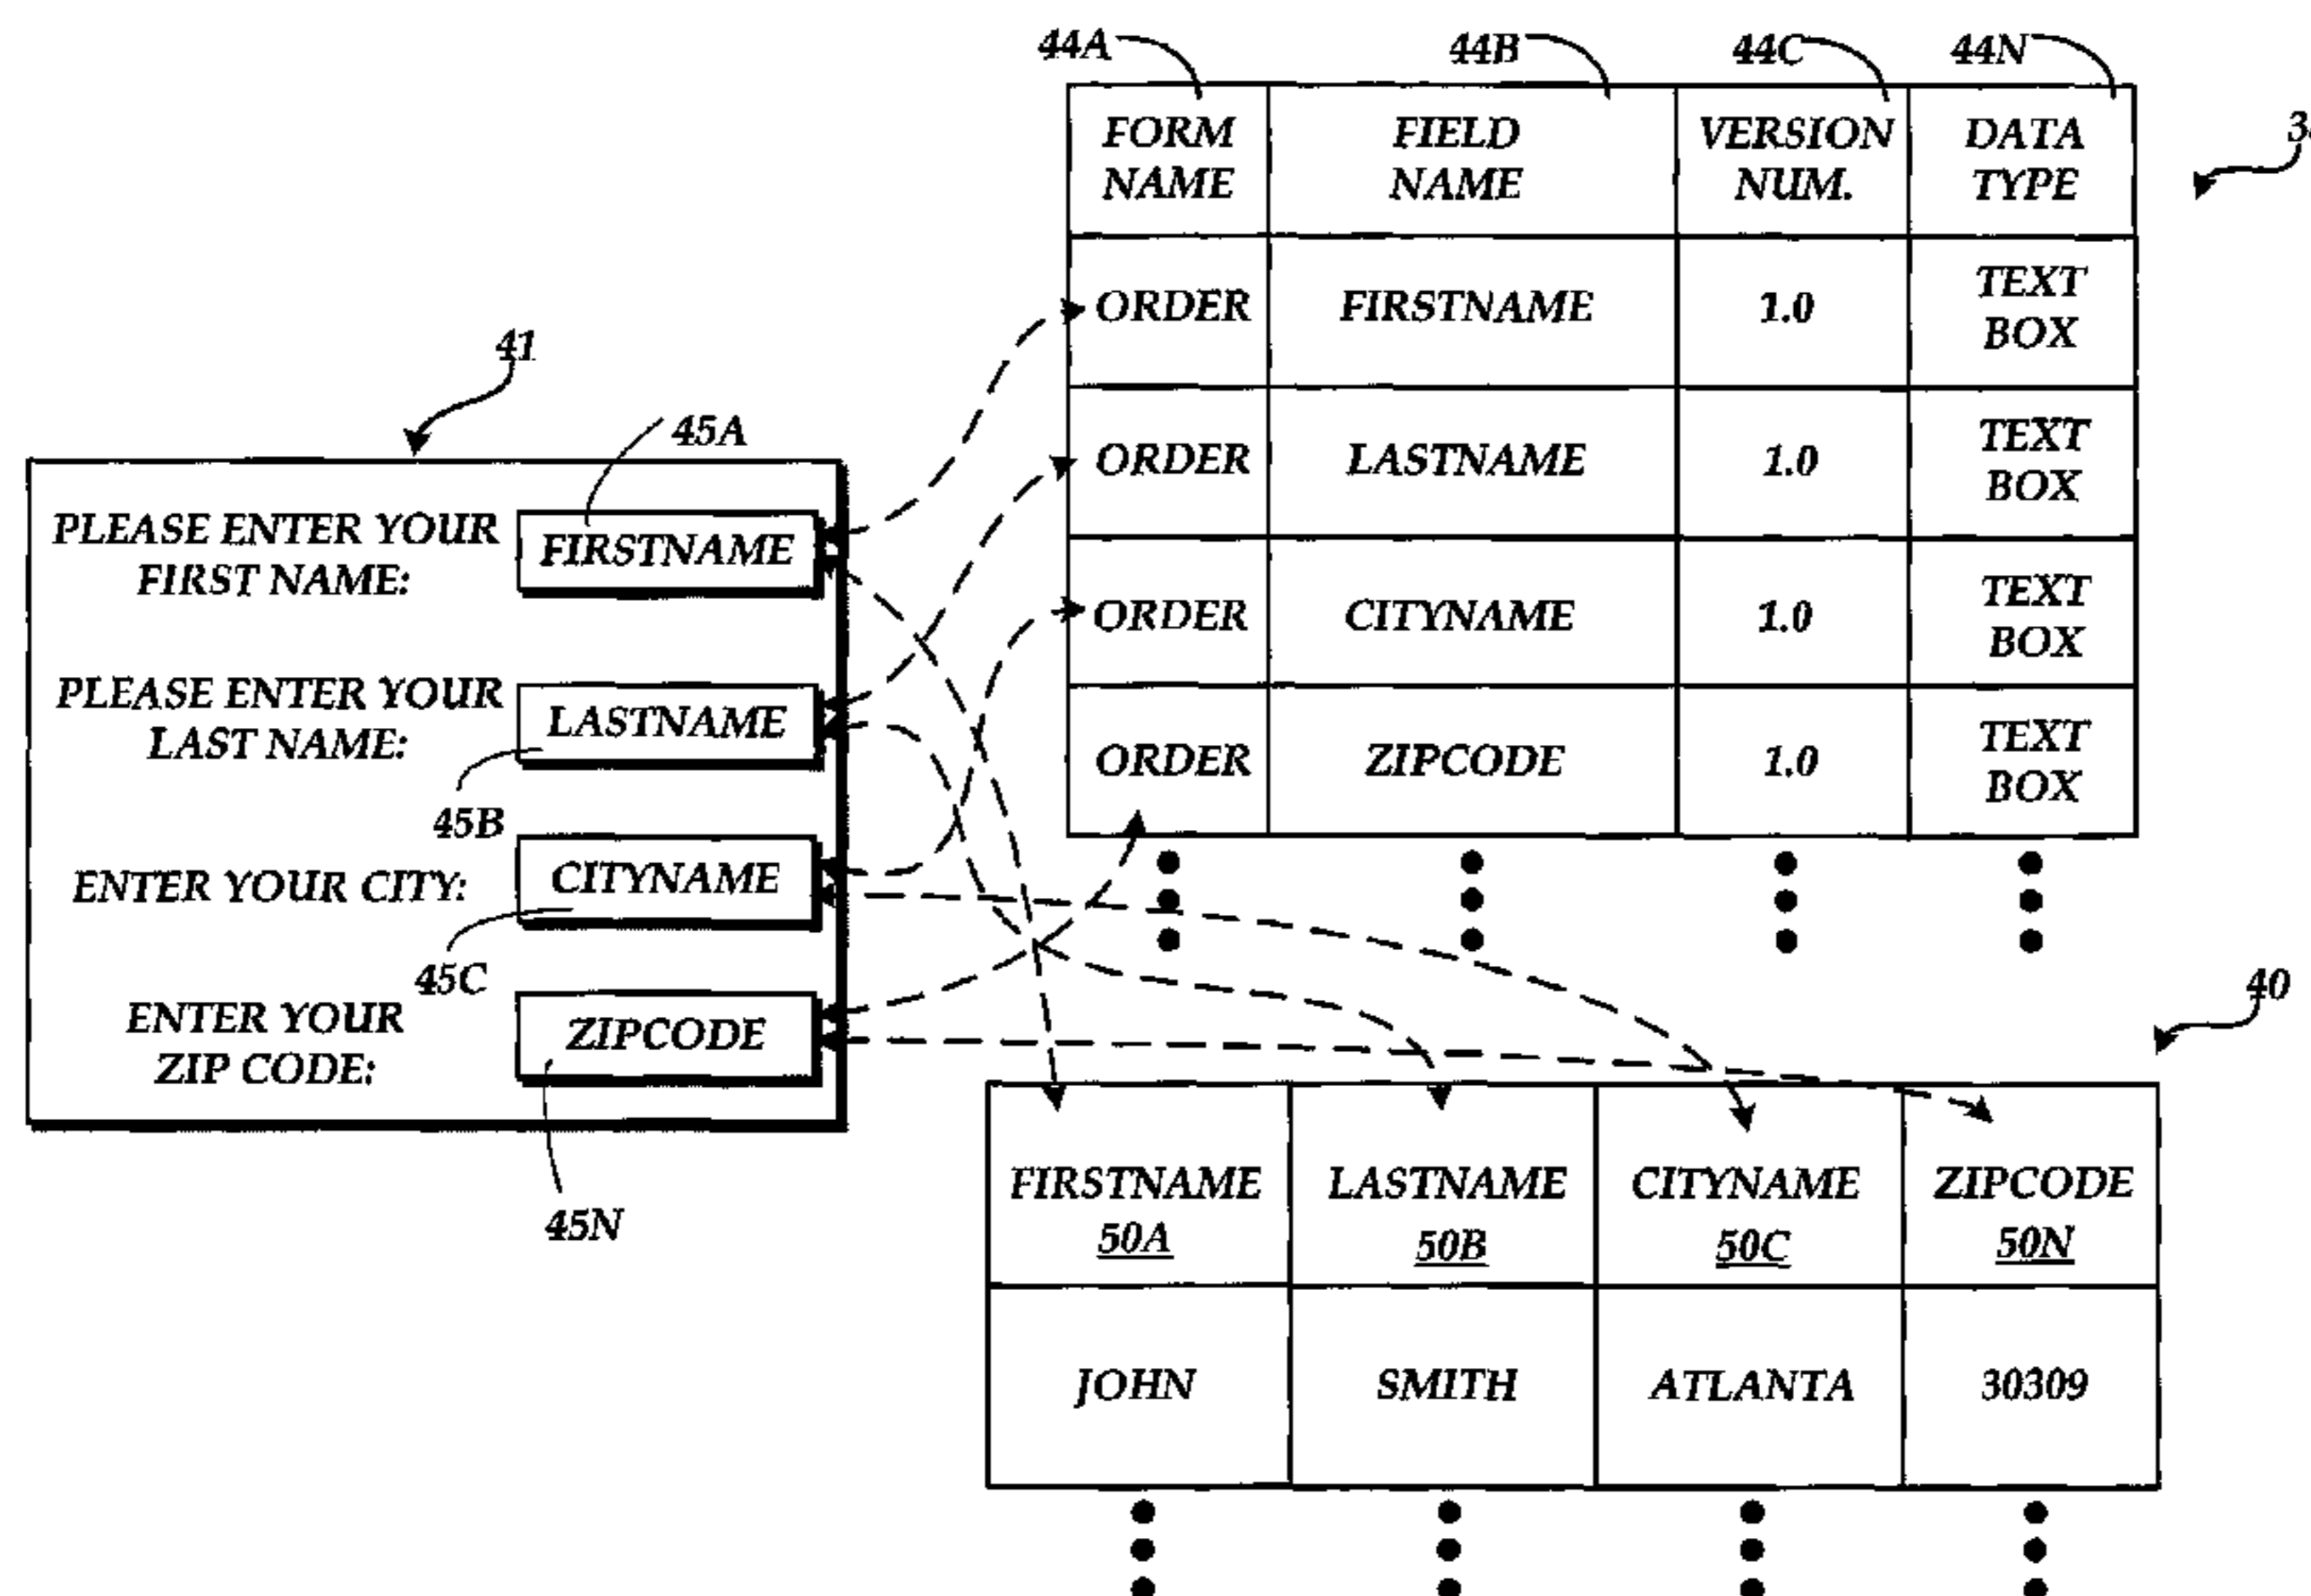 44A 44B 44C 44N
FORM NAME FIELD NAME VERSION NUM. DATA TYPE
ORDER FIRSTNAME 1.0 TEXT BOX
ORDER LASTNAME 1.0 TEXT BOX
ORDER CITYNAME 1.0 TEXT BOX
ORDER ZIPCODE 1.0 TEXT BOX
41
45A
PLEASE ENTER YOUR
FIRST NAME:
FIRSTNAME
PLEASE ENTER YOUR
LAST NAME:
LASTNAME
45B
ENTER YOUR CITY:
CITYNAME
45C
ENTER YOUR
ZIP CODE:
ZIPCODE
45N
40
FIRSTNAME LASTNAME CITYNAME ZIPCODE
50A 50B 50C 50N
JOHN SMITH ATLANTA 30309